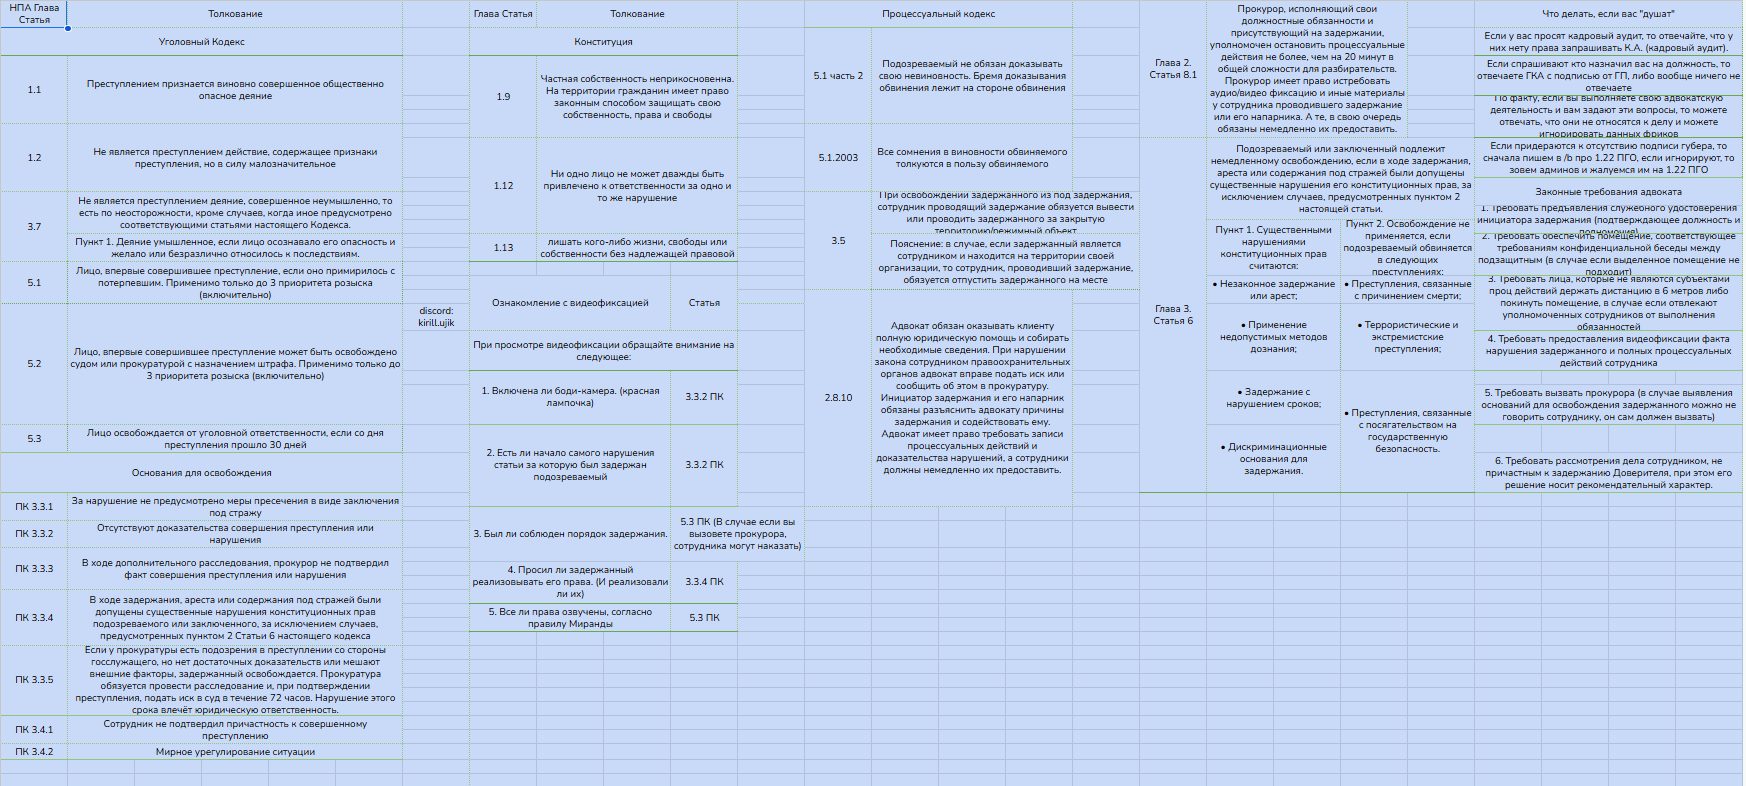 НПА Глава
Статья
Толкование
Уголовный Кодекс
1.1
Преступлением признается виновно совершенное общественно
опасное деяние
1.2
Не является преступлением действие, содержащее признаки
преступления, но в силу малозначительное
3.7
Не является преступлением деяние, совершенное неумышленно, то
есть по неосторожности, кроме случаев, когда иное предусмотрено
соответствующими статьями настоящего Кодекса.
Пункт 1. Деяние умышленное, если лицо осознавало его опасность и
желало или безразлично относилось к последствиям.
5.1
Лицо, впервые совершившее преступление, если оно примирилось с
потерпевшим. Применимо только до 3 приоритета розыска
(включительно)
5.2
Лицо, впервые совершившее преступление может быть освобождено
судом или прокуратурой с назначением штрафа. Применимо только до
3 приоритета розыска (включительно)
5.3
Лицо освобождается от уголовной ответственности, если со дня
преступления прошло 30 дней
Основания для освобождения
ПК 3.3.1
За нарушение не предусмотрено меры пресечения в виде заключения
под стражу
ПК 3.3.2
Отсутствуют доказательства совершения преступления или
нарушения
ПК 3.3.3
В ходе дополнительного расследования, прокурор не подтвердил
факт совершения преступления или нарушения
ПК 3.3.4
В ходе задержания, ареста или содержания под стражей были
допущены существенные нарушения конституционных прав
подозреваемого или заключенного, за исключением случаев,
предусмотренных пунктом 2 Статьи 6 настоящего кодекса
ПК 3.3.5
Если у прокуратуры есть подозрения в преступлении со стороны
госслужащего, но нет достаточных доказательств или мешают
внешние факторы, задержанный освобождается. Прокуратура
обязуется провести расследование и, при подтверждении
преступления, подать иск в суд в течение 72 часов. Нарушение этого
срока влечёт юридическую ответственность.
ПК 3.4.1
Сотрудник не подтвердил причастность к совершенному
преступлению
ПК 3.4.2
Мирное урегулирование ситуации
discord:
kirill.ujik
Глава Статья
Толкование
Конституция
1.9
Частная собственность неприкосновенна.
На территории гражданин имеет право
законным способом защищать свою
собственность, права и свободы
1.12
Ни одно лицо не может дважды быть
привлечено к ответственности за одно и
то же нарушение
1.13
лишать кого-либо жизни, свободы или
собственности без надлежащей правовой
Ознакомление с видеофиксацией
Статья
При просмотре видеофиксации обращайте внимание на
следующее:
1. Включена ли боди-камера. (красная
лампочка)
3.3.2 ПК
2. Есть ли начало самого нарушения
статьи за которую был задержан
подозреваемый
3.3.2 ПК
3. Был ли соблюден порядок задержания.
5.3 ПК (В случае если вы
вызовете прокурора,
сотрудника могут наказать)
4. Просил ли задержанный
реализовывать его права. (И реализовали
ли их)
3.3.4 ПК
5. Все ли права озвучены, согласно
правилу Миранды
5.3 ПК
Процессуальный кодекс
5.1 часть 2
Подозреваемый не обязан доказывать
свою невиновность. Бремя доказывания
обвинения лежит на стороне обвинения
5.1.2003
Все сомнения в виновности обвиняемого
толкуются в пользу обвиняемого
3.5
При освобождении задержанного из под задержания,
сотрудник проводящий задержание обязуется вывести
или проводить задержанного за закрытую
территорию/режимный объект
Пояснение: в случае, если задержанный является
сотрудником и находится на территории своей
организации, то сотрудник, проводивший задержание,
обязуется отпустить задержанного на месте
2.8.10
Адвокат обязан оказывать клиенту
полную юридическую помощь и собирать
необходимые сведения. При нарушении
закона сотрудником правоохранительных
органов адвокат вправе подать иск или
сообщить об этом в прокуратуру.
Инициатор задержания и его напарник
обязаны разъяснить адвокату причины
задержания и содействовать ему.
Адвокат имеет право требовать записи
процессуальных действий и
доказательства нарушений, а сотрудники
должны немедленно их предоставить.
Глава 2.
Статья 8.1
Прокурор, исполняющий свои
должностные обязанности и
присутствующий на задержании,
уполномочен остановить процессуальные
действия не более, чем на 20 минут в
общей сложности для разбирательств.
Прокурор имеет право истребовать
аудио/видео фиксацию и иные материалы
у сотрудника проводившего задержание
или его напарника. А те, в свою очередь
обязаны немедленно их предоставить.
Глава 3.
Статья 6
Подозреваемый или заключенный подлежит
немедленному освобождению, если в ходе задержания,
ареста или содержания под стражей были допущены
существенные нарушения его конституционных прав, за
исключением случаев, предусмотренных пунктом 2
настоящей статьи.
Пункт 1. Существенными
нарушениями
конституционных прав
считаются:
Пункт 2. Освобождение не
применяется, если
подозреваемый обвиняется
в следующих
преступлениях:
• Незаконное задержание
или арест;
• Преступления, связанные
с причинением смерти;
• Применение
недопустимых методов
дознания;
• Террористические и
экстремистские
преступления;
• Задержание с
нарушением сроков;
• Преступления, связанные
с посягательством на
государственную
безопасность.
• Дискриминационные
основания для
задержания.
Что делать, если вас "душат"
Если у вас просят кадровый аудит, то отвечайте, что у
них нету права запрашивать К.А. (кадровый аудит).
Если спрашивают кто назначил вас на должность, то
отвечаете ГКА с подписью от ГП, либо вообще ничего не
отвечаете
По факту, если вы выполняете свою адвокатскую
деятельность и вам задают эти вопросы, то можете
отвечать, что они не относятся к делу и можете
игнорировать данных фриков
Если придераются к отсутствию подписи губера, то
сначала пишем в /b про 1.22 ПГО, если игнорируют, то
зовем админов и жалуемся им на 1.22 ПГО
Законные требования адвоката
1. Требовать предъявления служебного удостоверения
инициатора задержания (подтверждающее должность и
полномочия)
2. Требовать обеспечить помещение, соответствующее
требованиям конфиденциальной беседы между
подзащитным (в случае если выделенное помещение не
подходит)
3. Требовать лица, которые не являются субъектами
проц действий держать дистанцию в 6 метров либо
покинуть помещение, в случае если отвлекают
уполномоченных сотрудников от выполнения
обязанностей
4. Требовать предоставления видеофиксации факта
нарушения задержанного и полных процессуальных
действий сотрудника
5. Требовать вызвать прокурора (в случае выявления
оснований для освобождения задержанного можно не
говорить сотруднику, он сам должен вызвать)
6. Требовать рассмотрения дела сотрудником, не
причастным к задержанию Доверителя, при этом его
решение носит рекомендательный характер.